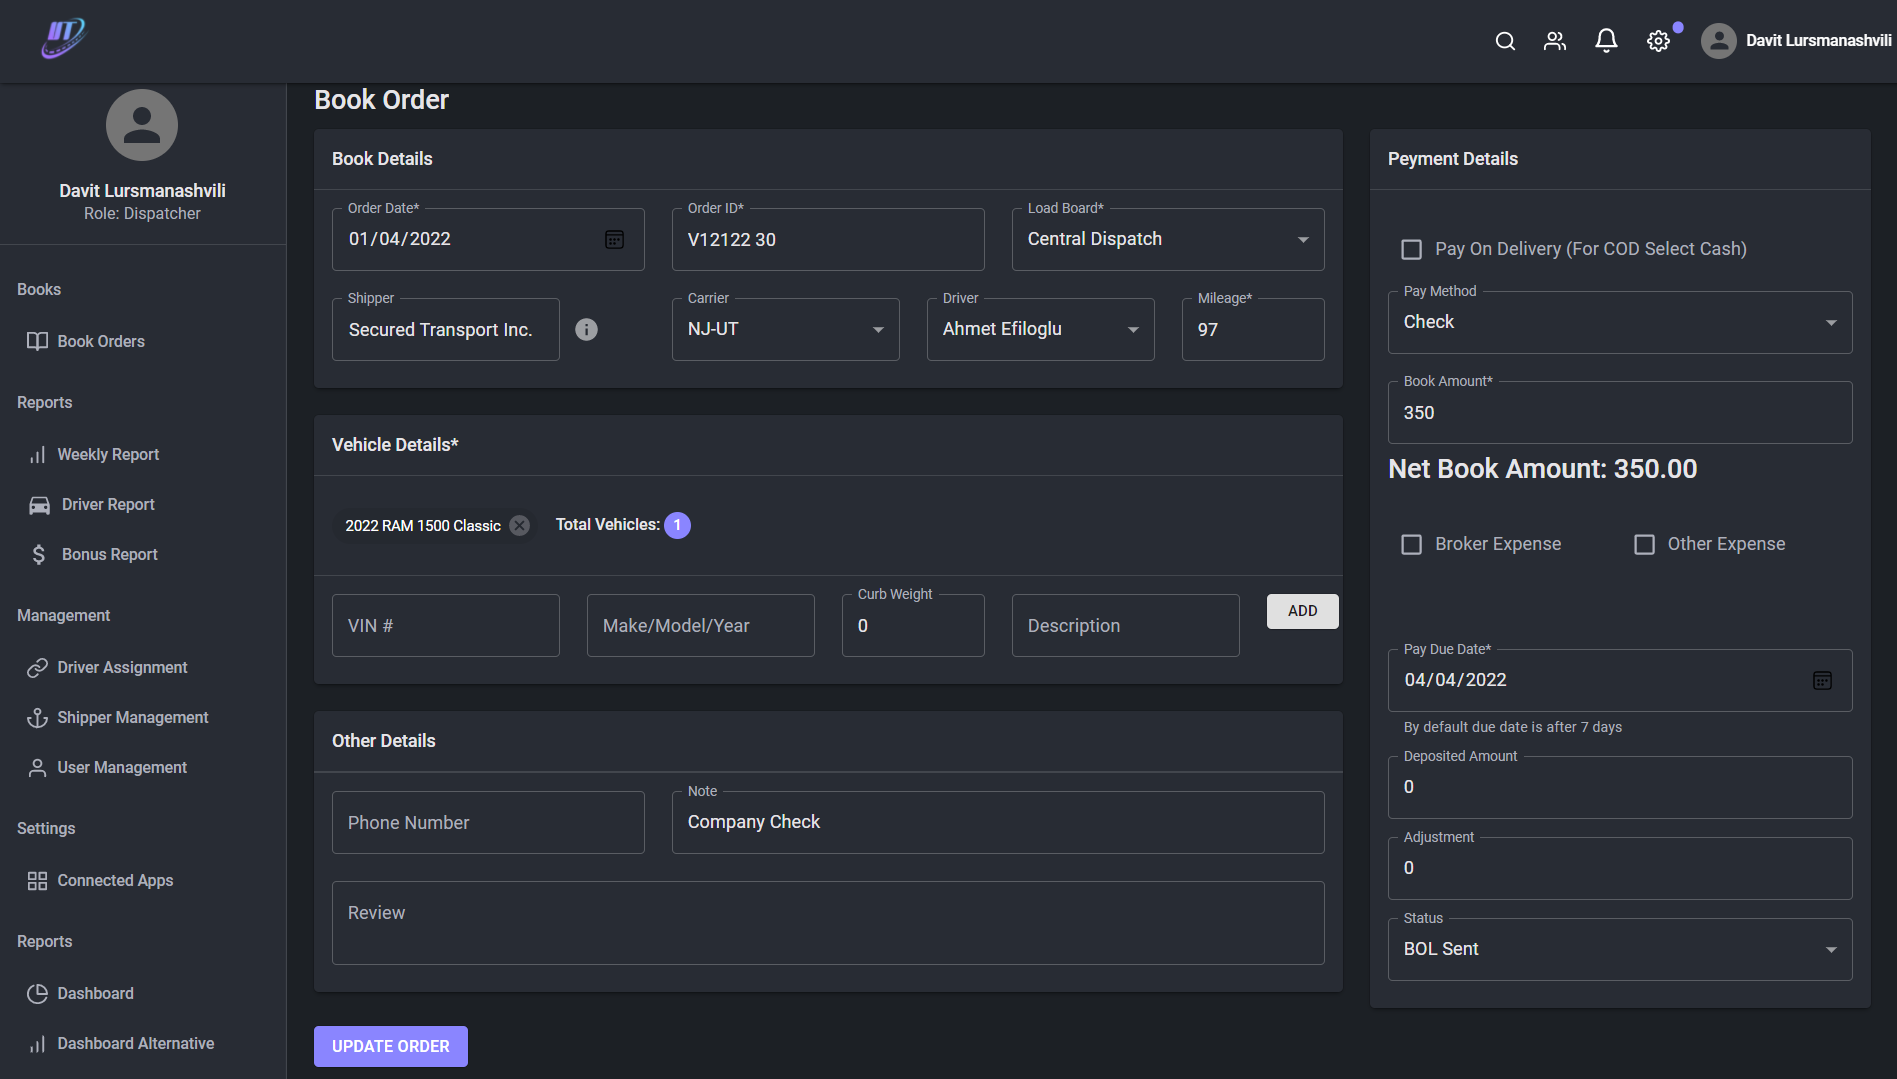 IIT
Davit Lursmanashvili
Davit Lursmanashvili
Role: Dispatcher
Books
Book Orders
Reports
Weekly Report
Driver Report
Bonus Report
Management
Driver Assignment
Shipper Management
User Management
Settings
Connected Apps
Reports
Dashboard
Dashboard Alternative
Book Order
Book Details
Order Date*
01/04/2022
Order ID*
V12122 30
Load Board*
Central Dispatch
Shipper
Secured Transport Inc.
Carrier
NJ-UT
Driver
Ahmet Efiloglu
Mileage*
97
Vehicle Details*
2022 RAM 1500 Classic
Total Vehicles: 1
VIN #
Make/Model/Year
Curb Weight
0
Description
ADD
Other Details
Phone Number
Note
Company Check
Review
UPDATE ORDER
Peyment Details
Pay On Delivery (For COD Select Cash)
Pay Method
Check
Book Amount*
350
Net Book Amount: 350.00
Broker Expense
Other Expense
Pay Due Date*
04/04/2022
By default due date is after 7 days
Deposited Amount
0
Adjustment
0
Status
BOL Sent